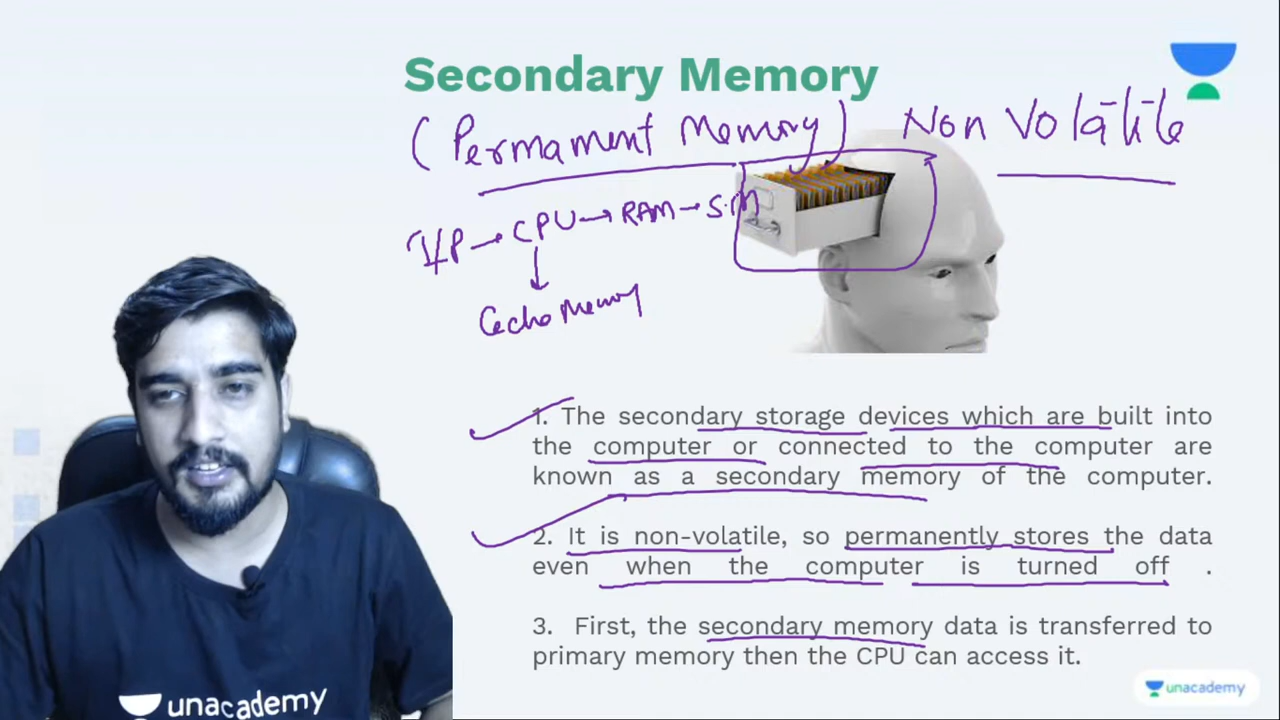 Secondary Memory
(Permament Memory) Non Volatile
I/P → CPU → RAM → S.M
↓
Cache Memory
1. The secondary storage devices which are built into
the computer or connected to the computer are
known as a secondary memory of the computer.
2. It is non-volatile, so permanently stores the data
even when the computer is turned off .
3. First, the secondary memory data is transferred to
primary memory then the CPU can access it.
unacademy
unacademy